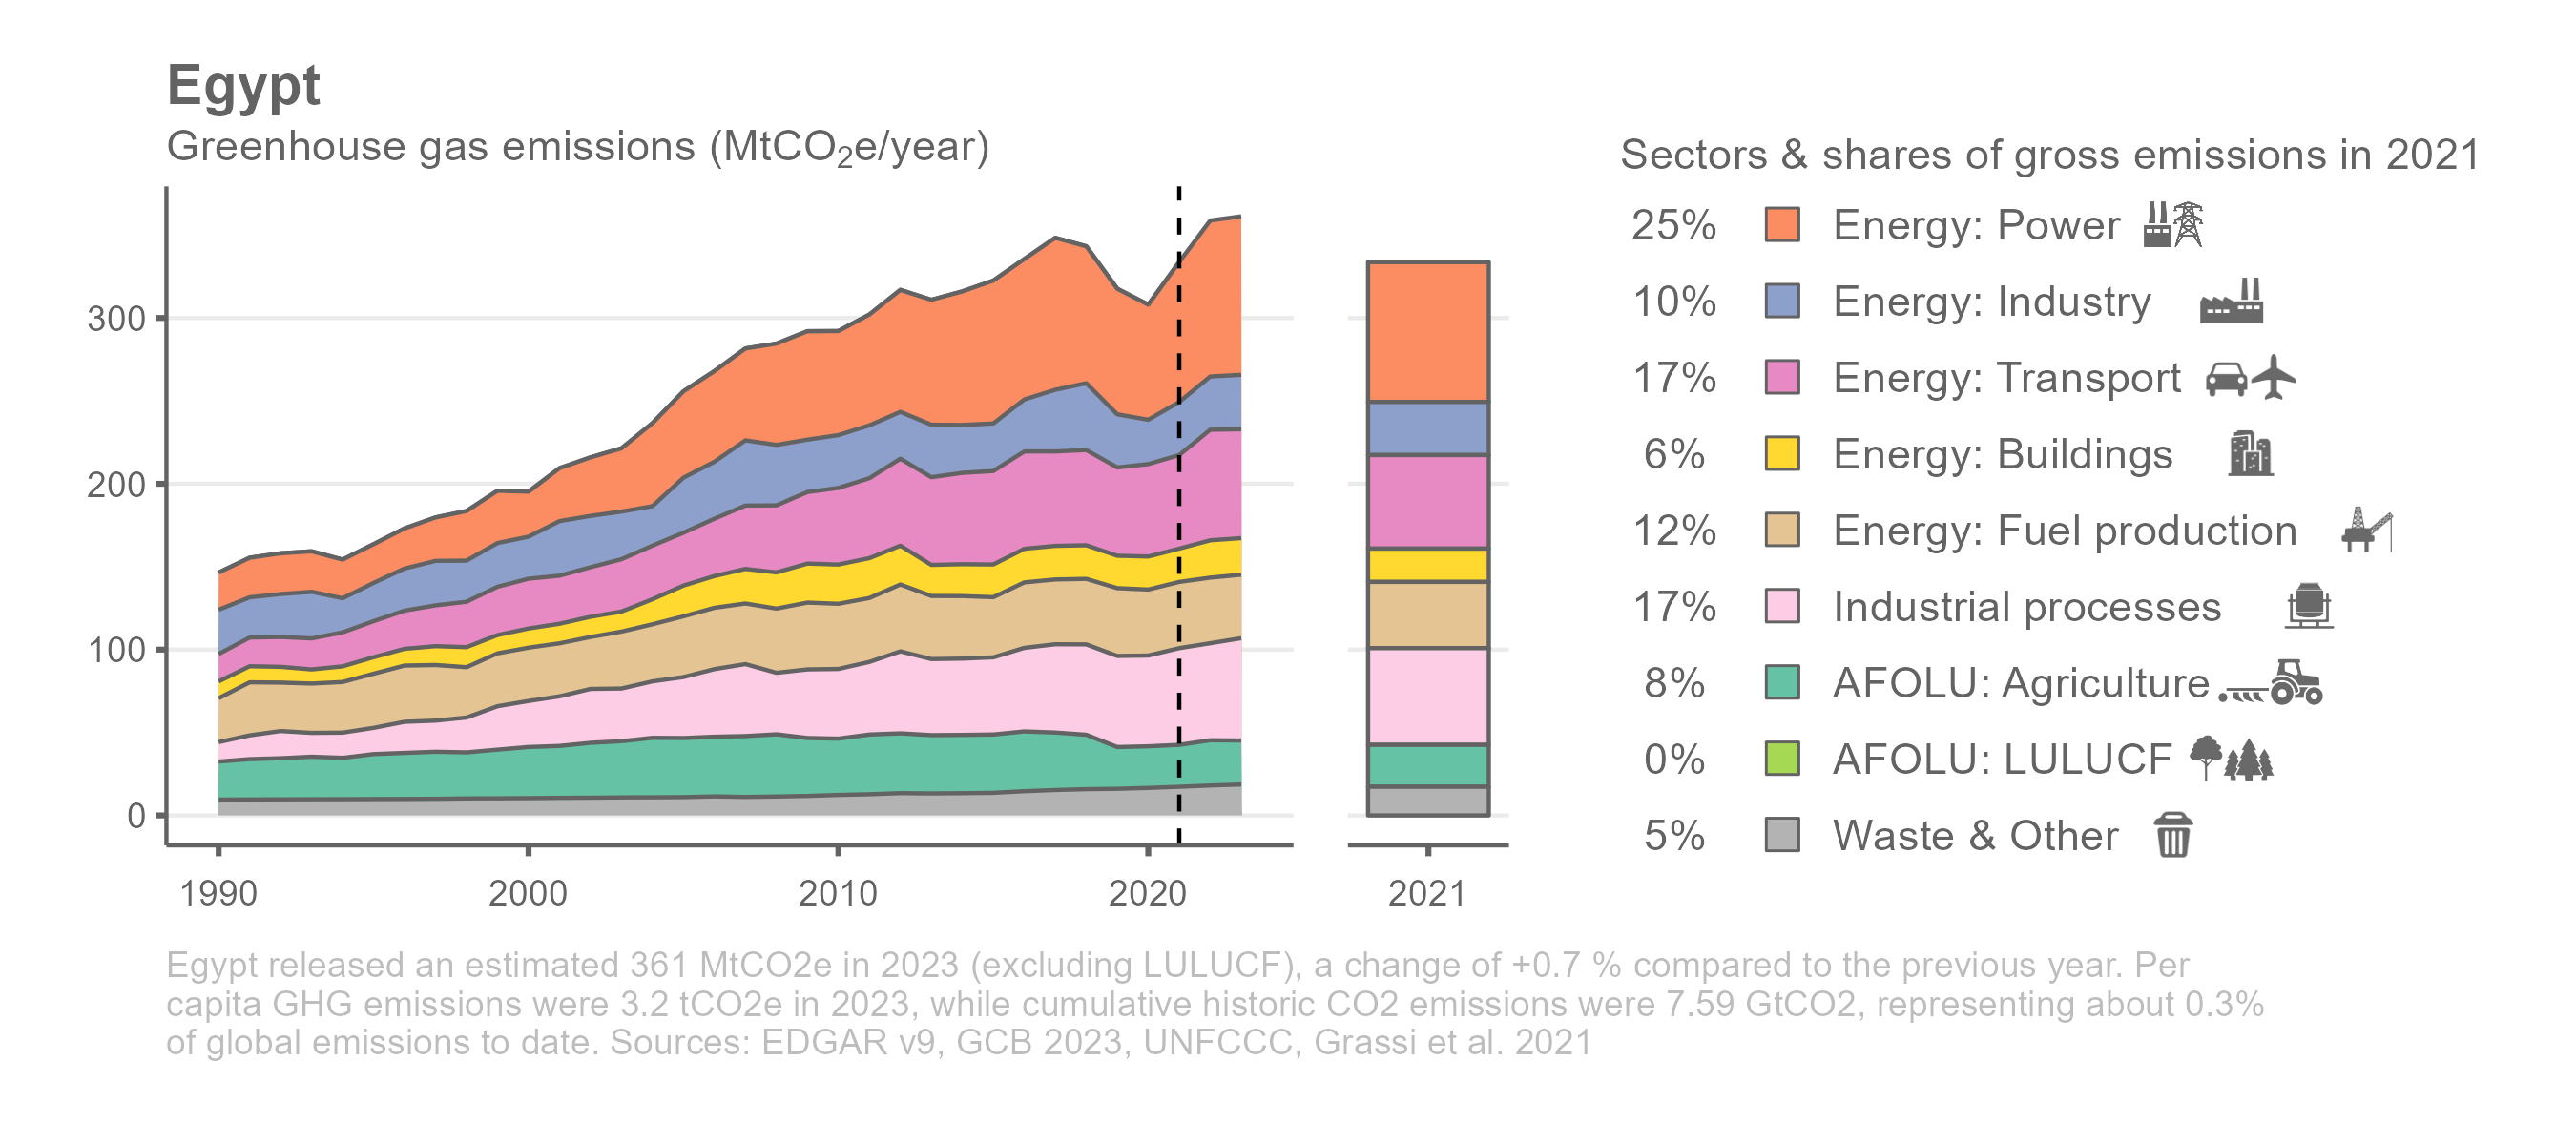 Egypt
Greenhouse gas emissions (MtCO₂e/year)
Sectors & shares of gross emissions in 2021
25% Energy: Power
10% Energy: Industry
17% Energy: Transport
6% Energy: Buildings
12% Energy: Fuel production
17% Industrial processes
8% AFOLU: Agriculture
0% AFOLU: LULUCF
5% Waste & Other
300
200
100
0
1990 2000 2010 2020 2021
Egypt released an estimated 361 MtCO2e in 2023 (excluding LULUCF), a change of +0.7 % compared to the previous year. Per
capita GHG emissions were 3.2 tCO2e in 2023, while cumulative historic CO2 emissions were 7.59 GtCO2, representing about 0.3%
of global emissions to date. Sources: EDGAR v9, GCB 2023, UNFCCC, Grassi et al. 2021